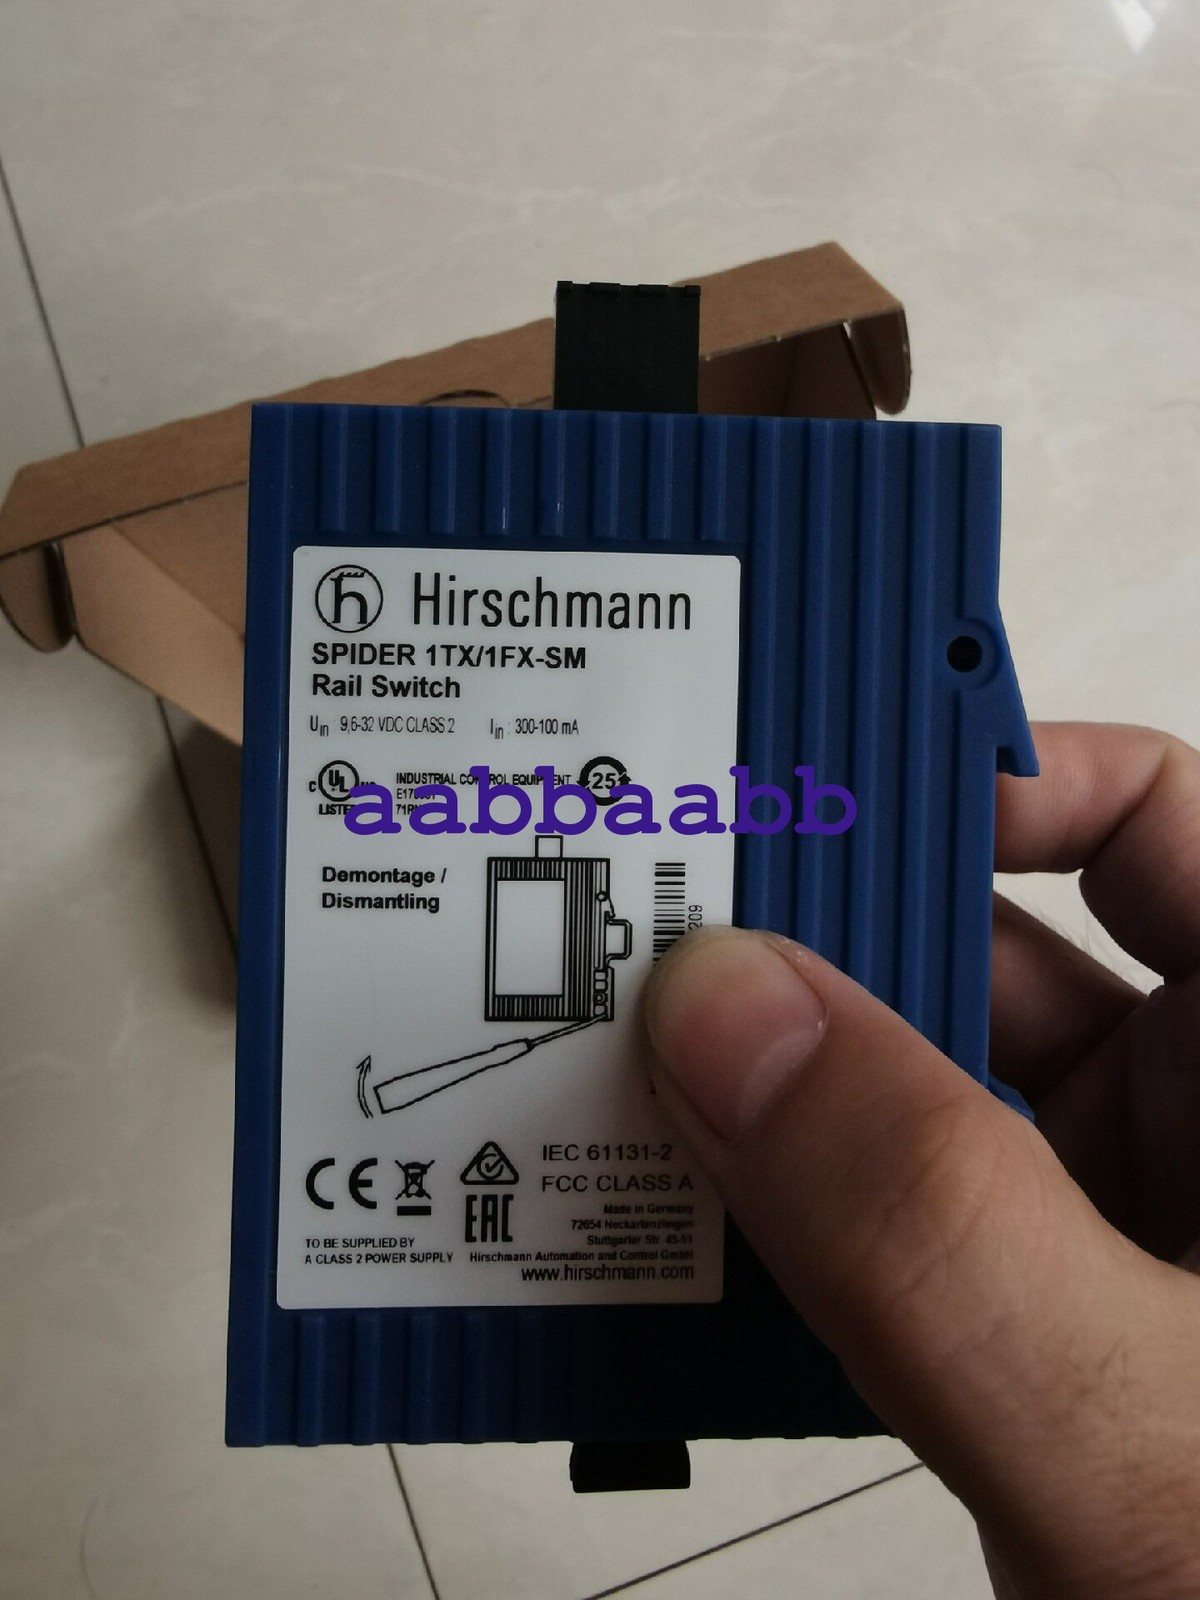 Hirschmann
SPIDER 1TX/1FX-SM
Rail Switch
Uin : 9,6-32 VDC CLASS 2 Iin : 300-100 mA
C UL
INDUSTRIAL CONTROL EQUIPMENT 25
LISTED
aabbaabb
Demontage /
Dismantling
209
CE
IEC 61131-2
FCC CLASS A
EAC
Made in Germany
72654 Neckartenzlingen
Stuttgarter Str. 45-51
TO BE SUPPLIED BY
A CLASS 2 POWER SUPPLY
Hirschmann Automation and Control GmbH
www.hirschmann.com